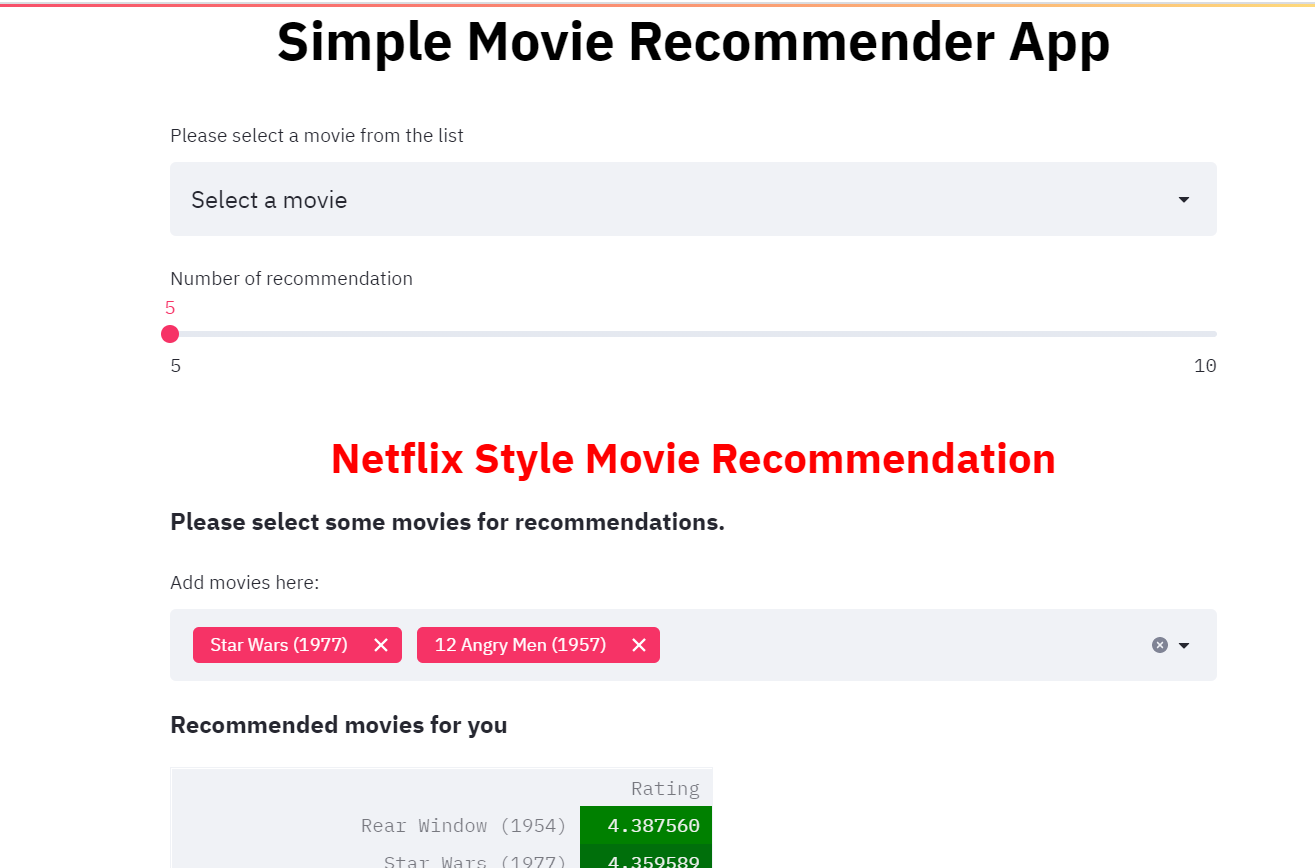 Simple Movie Recommender App
Please select a movie from the list
Select a movie
Number of recommendation
5
5 10
Netflix Style Movie Recommendation
Please select some movies for recommendations.
Add movies here:
Star Wars (1977) 12 Angry Men (1957)
Recommended movies for you
Rating
Rear Window (1954) 4.387560
Star Wars (1977) 4.359589